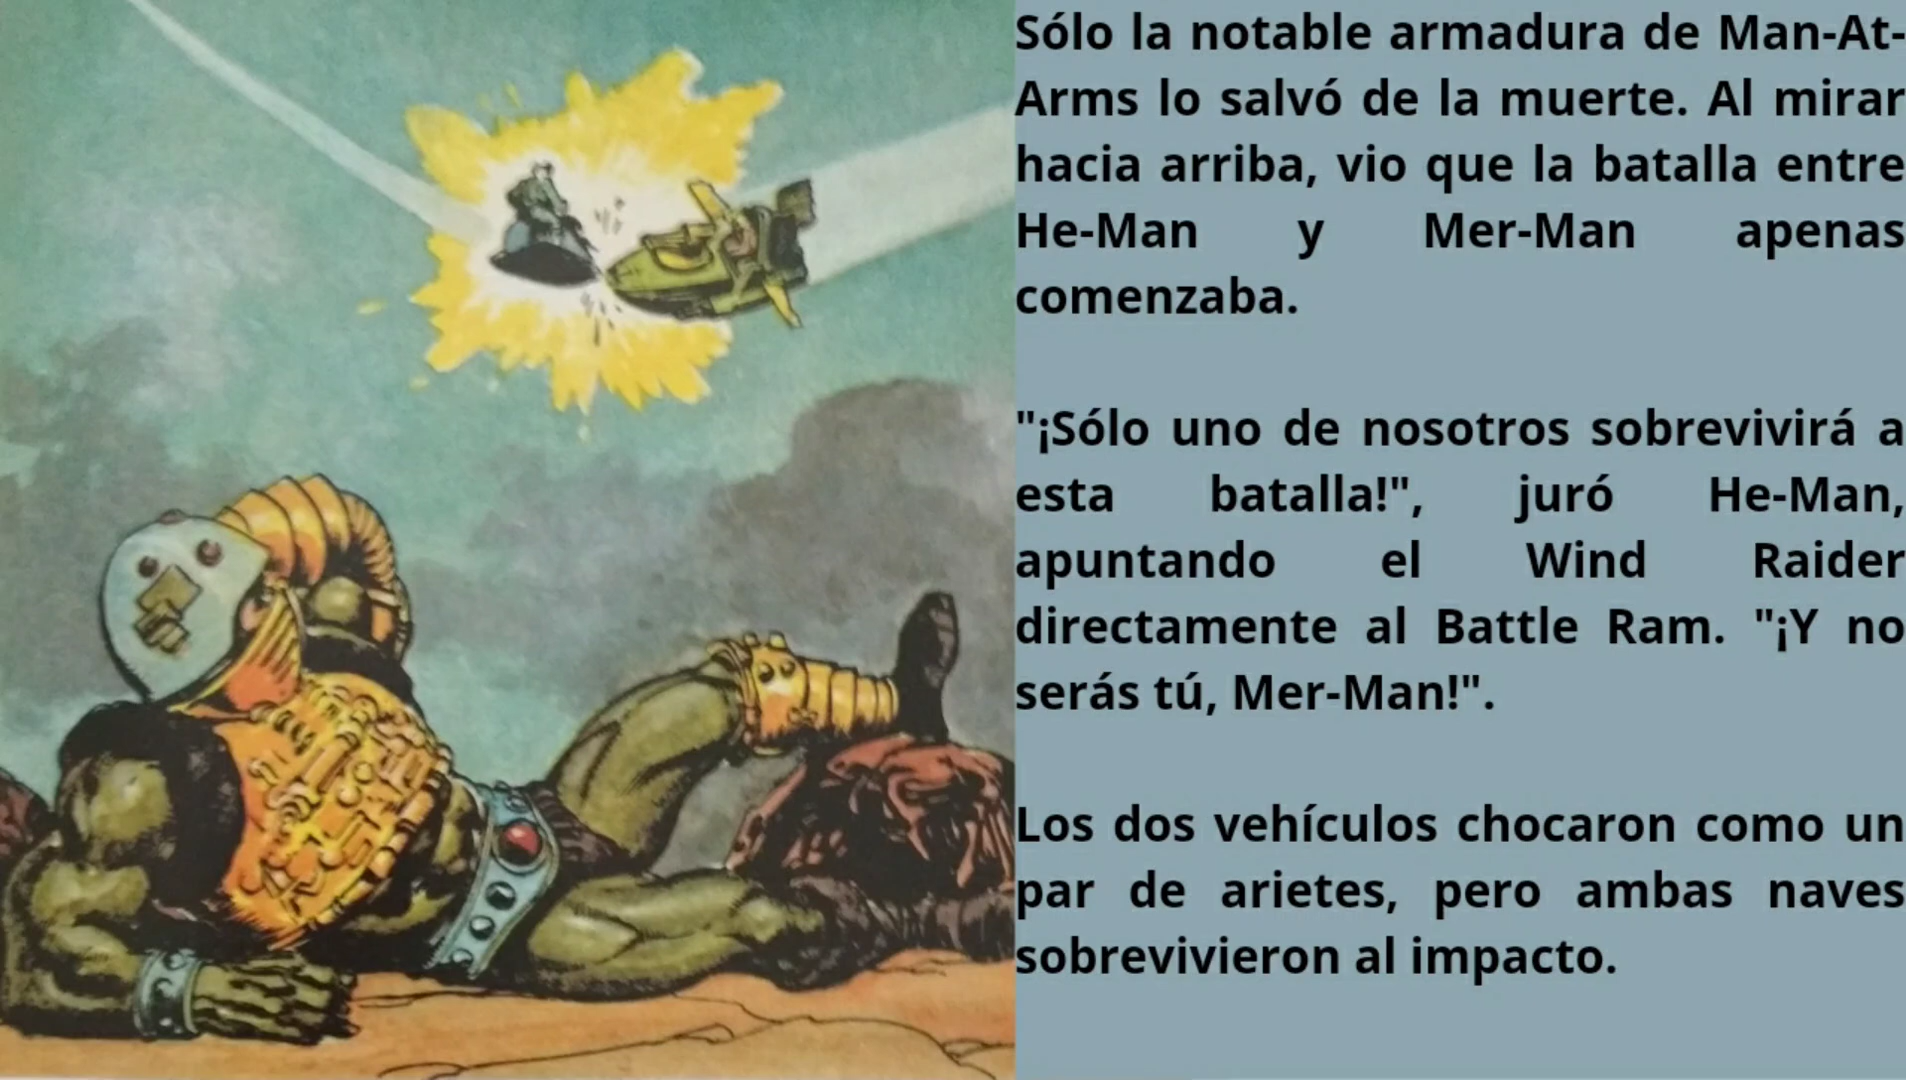 Sólo la notable armadura de Man-At-
Arms lo salvó de la muerte. Al mirar
hacia arriba, vio que la batalla entre
He-Man y Mer-Man apenas
comenzaba.
"¡Sólo uno de nosotros sobrevivirá a
esta batalla!", juró He-Man,
apuntando el Wind Raider
directamente al Battle Ram. "¡Y no
serás tú, Mer-Man!".
Los dos vehículos chocaron como un
par de arietes, pero ambas naves
sobrevivieron al impacto.